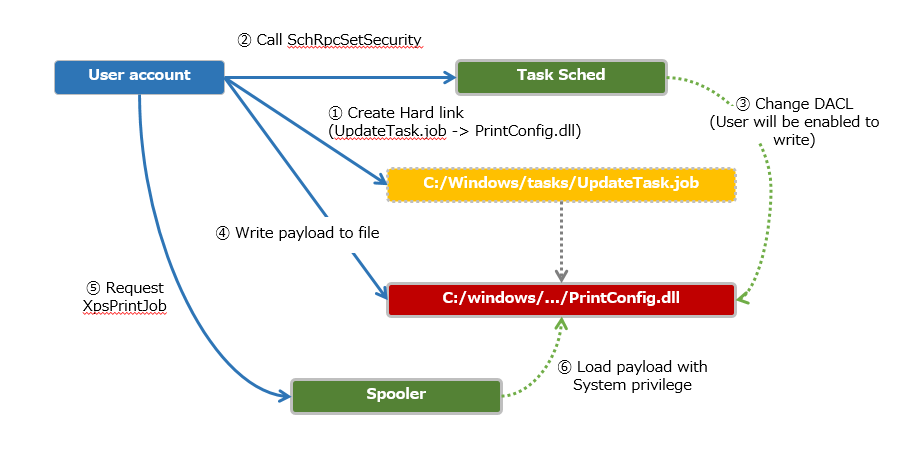 ② Call SchRpcSetSecurity
User account
Task Sched
① Create Hard link
(UpdateTask.job -> PrintConfig.dll)
③ Change DACL
(User will be enabled to
write)
C:/Windows/tasks/UpdateTask.job
④ Write payload to file
⑤ Request
XpsPrintJob
C:/windows/.../PrintConfig.dll
⑥ Load payload with
System privilege
Spooler